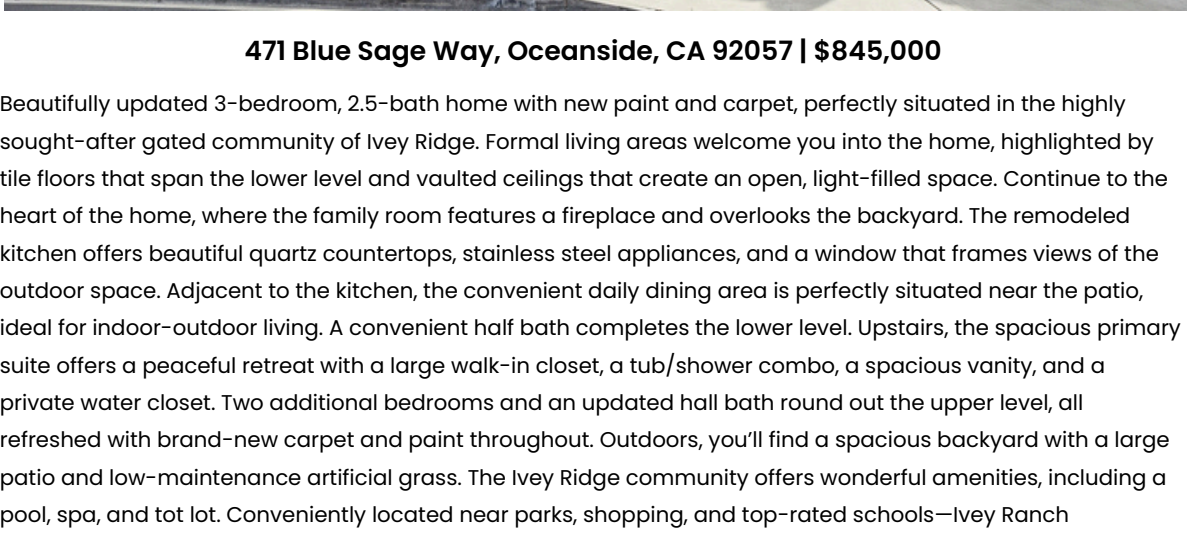 471 Blue Sage Way, Oceanside, CA 92057 | $845,000
Beautifully updated 3-bedroom, 2.5-bath home with new paint and carpet, perfectly situated in the highly
sought-after gated community of Ivey Ridge. Formal living areas welcome you into the home, highlighted by
tile floors that span the lower level and vaulted ceilings that create an open, light-filled space. Continue to the
heart of the home, where the family room features a fireplace and overlooks the backyard. The remodeled
kitchen offers beautiful quartz countertops, stainless steel appliances, and a window that frames views of the
outdoor space. Adjacent to the kitchen, the convenient daily dining area is perfectly situated near the patio,
ideal for indoor-outdoor living. A convenient half bath completes the lower level. Upstairs, the spacious primary
suite offers a peaceful retreat with a large walk-in closet, a tub/shower combo, a spacious vanity, and a
private water closet. Two additional bedrooms and an updated hall bath round out the upper level, all
refreshed with brand-new carpet and paint throughout. Outdoors, you’ll find a spacious backyard with a large
patio and low-maintenance artificial grass. The Ivey Ridge community offers wonderful amenities, including a
pool, spa, and tot lot. Conveniently located near parks, shopping, and top-rated schools—Ivey Ranch